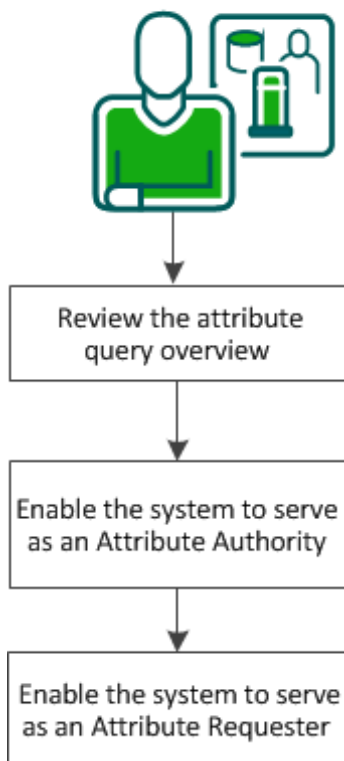 Review the attribute
query overview
Enable the system to serve
as an Attribute Authority
Enable the system to serve
as an Attribute Requester